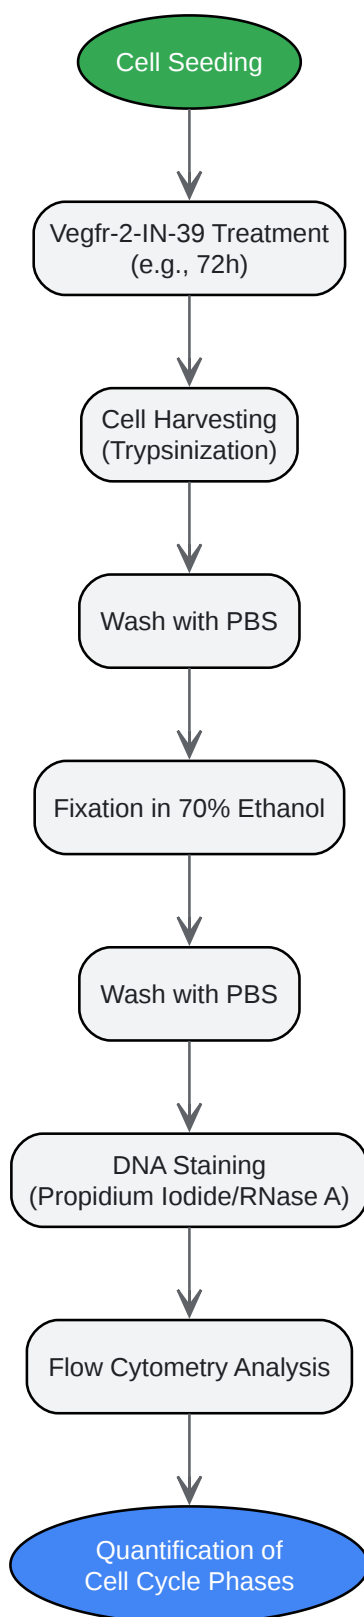 Cell Seeding
Vegfr-2-IN-39 Treatment
(e.g., 72h)
Cell Harvesting
(Trypsinization)
Wash with PBS
Fixation in 70% Ethanol
Wash with PBS
DNA Staining
(Propidium Iodide/RNase A)
Flow Cytometry Analysis
Quantification of
Cell Cycle Phases